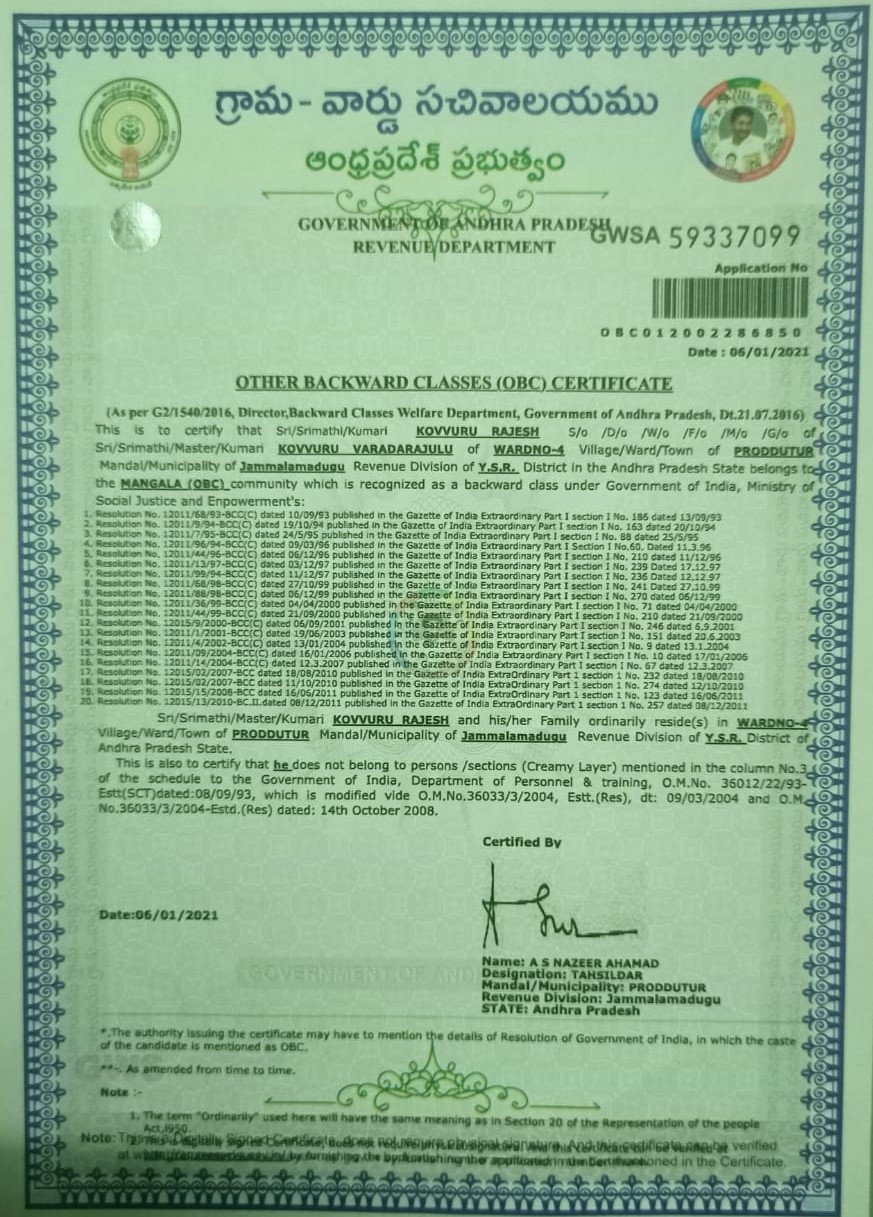 గ్రామ - వార్డు సచివాలయము
ఆంధ్రప్రదేశ్ ప్రభుత్వం
GOVERNMENT OF ANDHRA PRADESH
REVENUE DEPARTMENT
GWSA 59337099
Application No
OBC012002286850
Date : 06/01/2021
OTHER BACKWARD CLASSES (OBC) CERTIFICATE
(As per G2/1540/2016, Director,Backward Classes Welfare Department, Government of Andhra Pradesh, Dt.21.07.2016)
This is to certify that Sri/Srimathi/Kumari KOVVURU RAJESH S/o /D/o /W/o /F/o /M/o /G/o of
Sri/Srimathi/Master/Kumari KOVVURU VARADARAJULU of WARDNO-4 Village/Ward/Town of PRODDUTUR
Mandal/Municipality of Jammalamadugu Revenue Division of Y.S.R. District in the Andhra Pradesh State belongs to
the MANGALA (OBC) community which is recognized as a backward class under Government of India, Ministry of
Social Justice and Enpowerment's:
1. Resolution No. 12011/68/93-BCC(C) dated 10/09/93 published in the Gazette of India Extraordinary Part I section I No. 186 dated 13/09/93
2. Resolution No. 12011/9/94-BCC(C) dated 19/10/94 published in the Gazette of India Extraordinary Part I section I No. 163 dated 20/10/94
3. Resolution No. 12011/7/95-BCC(C) dated 24/5/95 published in the Gazette of India Extraordinary Part I section I No. 88 dated 25/5/95
4. Resolution No. 12011/96/94-BCC(C) dated 09/03/96 published in the Gazette of India Extraordinary Part I Section I No.60. Dated 11.3.96
5. Resolution No. 12011/44/96-BCC(C) dated 06/12/96 published in the Gazette of India Extraordinary Part I section I No. 210 dated 11/12/96
6. Resolution No. 12011/13/97-BCC(C) dated 03/12/97 published in the Gazette of India Extraordinary Part I section I No. 239 Dated 17.12.97
7. Resolution No. 12011/99/94-BCC(C) dated 11/12/97 published in the Gazette of India Extraordinary Part I section I No. 236 Dated 12.12.97
8. Resolution No. 12011/68/98-BCC(C) dated 27/10/99 published in the Gazette of India Extraordinary Part I section I No. 241 Dated 27.10.99
9. Resolution No. 12011/88/98-BCC(C) dated 06/12/99 published in the Gazette of India Extraordinary Part I section I No. 270 dated 06/12/99
10. Resolution No. 12011/36/99-BCC(C) dated 04/04/2000 published in the Gazette of India Extraordinary Part I section I No. 71 dated 04/04/2000
11. Resolution No. 12011/44/99-BCC(C) dated 21/09/2000 published in the Gazette of India Extraordinary Part I section I No. 210 dated 21/09/2000
12. Resolution No. 12015/9/2000-BCC(C) dated 06/09/2001 published in the Gazette of India Extraordinary Part I section I No. 246 dated 6.9.2001
13. Resolution No. 12011/1/2001-BCC(C) dated 19/06/2003 published in the Gazette of India Extraordinary Part I section I No. 151 dated 20.6.2003
14. Resolution No. 12011/4/2002-BCC(C) dated 13/01/2004 published in the Gazette of India Extraordinary Part I section I No. 9 dated 13.1.2004
15. Resolution No. 12011/09/2004-BCC(C) dated 16/01/2006 published in the Gazette of India Extraordinary Part I section I No. 10 dated 17/01/2006
16. Resolution No. 12011/14/2004-BCC(C) dated 12.3.2007 published in the Gazette of India Extraordinary Part I section I No. 67 dated 12.3.2007
17. Resolution No. 12015/02/2007-BCC dated 18/08/2010 published in the Gazette of India ExtraOrdinary Part 1 section 1 No. 232 dated 18/08/2010
18. Resolution No. 12015/02/2007-BCC dated 11/10/2010 published in the Gazette of India ExtraOrdinary Part 1 section 1 No. 274 dated 12/10/2010
19. Resolution No. 12015/15/2008-BCC dated 16/06/2011 published in the Gazette of India ExtraOrdinary Part 1 section 1 No. 123 dated 16/06/2011
20. Resolution No. 12015/13/2010-BC.II.dated 08/12/2011 published in the Gazette of India ExtraOrdinary Part 1 section 1 No. 257 dated 08/12/2011
Sri/Srimathi/Master/Kumari KOVVURU RAJESH and his/her Family ordinarily reside(s) in WARDNO-4
Village/Ward/Town of PRODDUTUR Mandal/Municipality of Jammalamadugu Revenue Division of Y.S.R. District of
Andhra Pradesh State.
This is also to certify that he does not belong to persons /sections (Creamy Layer) mentioned in the column No.3
of the schedule to the Government of India, Department of Personnel & training, O.M.No. 36012/22/93-
Estt(SCT)dated:08/09/93, which is modified vide O.M.No.36033/3/2004, Estt.(Res), dt: 09/03/2004 and O.M.
No.36033/3/2004-Estd.(Res) dated: 14th October 2008.
Certified By
Date:06/01/2021
Name: A S NAZEER AHAMAD
Designation: TAHSILDAR
Mandal/Municipality: PRODDUTUR
Revenue Division: Jammalamadugu
STATE: Andhra Pradesh
GOVERNMENT OF AND
*.The authority issuing the certificate may have to mention the details of Resolution of Government of India, in which the caste
of the candidate is mentioned as OBC.
**-. As amended from time to time.
Note :-
1. The term "Ordinarily" used here will have the same meaning as in Section 20 of the Representation of the people
Act,1950.
Note: This is a Digitally Signed Certificate, does not require physical signature. And this certificate can be verified
by furnishing the application mentioned in the Certificate.